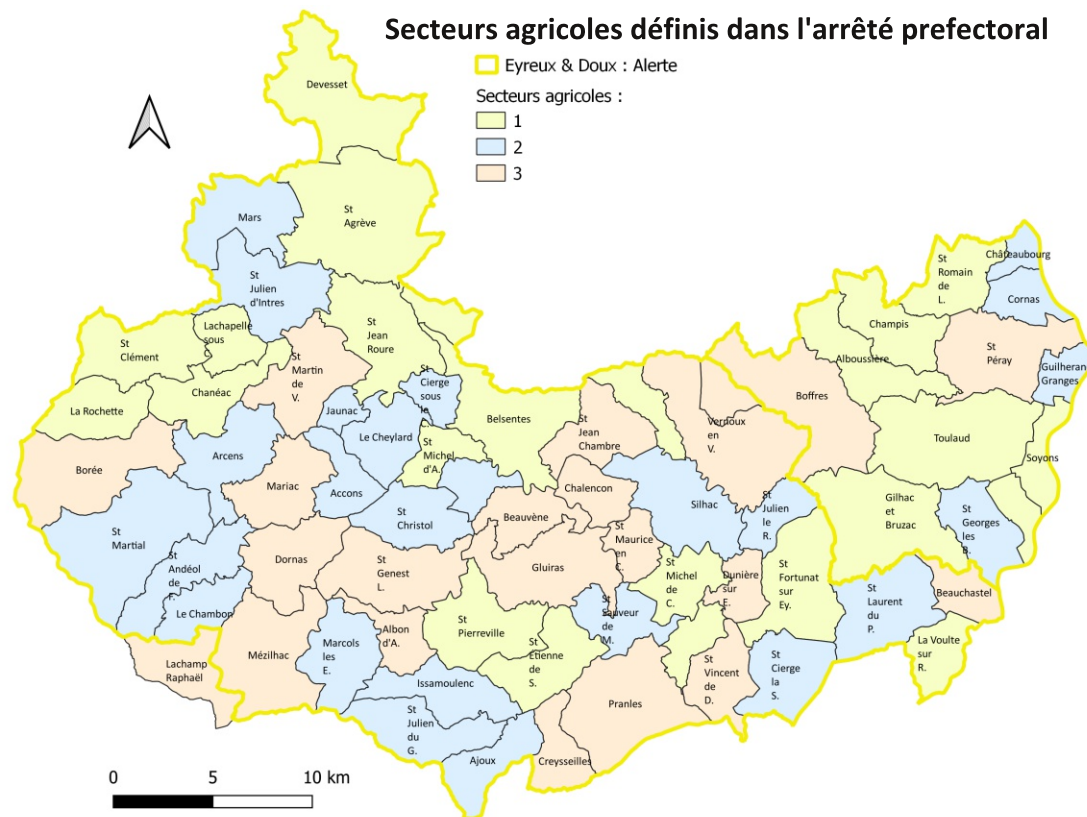 Secteurs agricoles définis dans l'arrêté prefectoral
Eyreux & Doux : Alerte
Secteurs agricoles :
1
2
3
Devesset
Mars
St
Agrève
St
Julien
d'Intres
Lachapelle
sous
C.
St
Clément
St
Jean
Roure
St
Martin
de
V.
Chanéac
La Rochette
St
Cierge
sous
le
Jaunac
Le Cheylard
Belsentes
St
Michel
d'A.
St
Jean
Chambre
Vernoux
en
V.
Boffres
St
Romain
de
L.
Châteaubourg
Cornas
Champis
Alboussière
St
Péray
Guilheran
Granges
Toulaud
Soyons
Borée
Arcens
Mariac
Accons
St
Christol
Chalencon
Beauvène
Silhac
St
Julien
le R.
Gilhac
et
Bruzac
St
Georges
les
B.
St
Martial
St
Andéol
de
F.
Le Chambon
Dornas
St
Genest
L.
Gluiras
St
Maurice
en
C.
St
Michel
de
C.
Dunière
sur
E.
St
Fortunat
sur
Ey.
St
Laurent
du
P.
Beauchastel
La Voulte
sur
R.
Lachamp
Raphaël
Mézilhac
Marcols
les
E.
Albon
d'A.
St
Pierreville
St
Etienne
de
S.
St
Sauveur
de
M.
Issamoulenc
St
Julien
du
G.
Ajoux
Creysseilles
Pranles
St
Vincent
de
D.
St
Cierge
la
S.
0 5 10 km